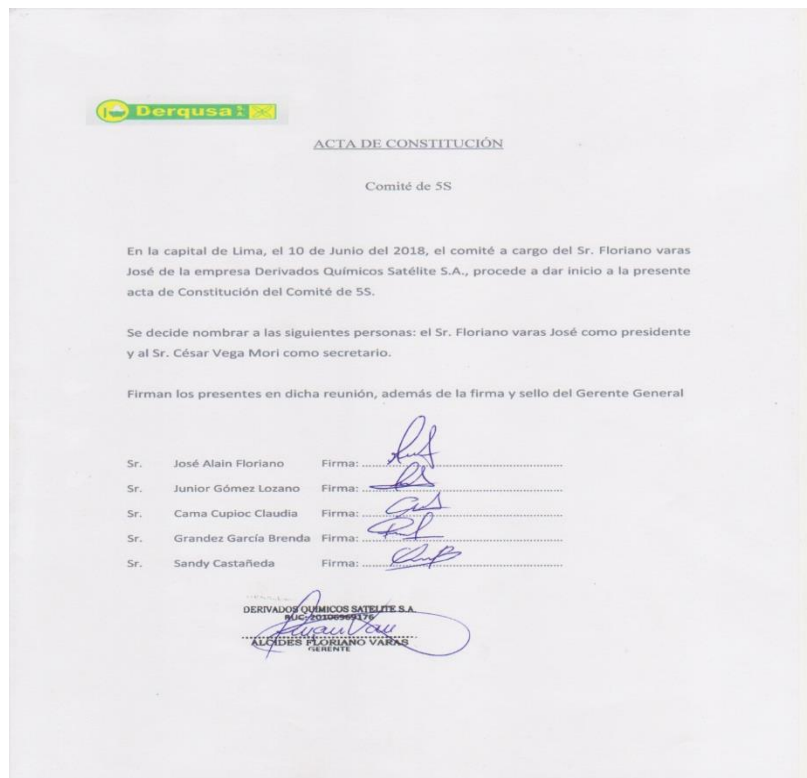 Derqusa S.A.
ACTA DE CONSTITUCIÓN
Comité de 5S
En la capital de Lima, el 10 de Junio del 2018, el comité a cargo del Sr. Floriano varas
José de la empresa Derivados Químicos Satélite S.A., procede a dar inicio a la presente
acta de Constitución del Comité de 5S.
Se decide nombrar a las siguientes personas: el Sr. Floriano varas José como presidente
y al Sr. César Vega Mori como secretario.
Firman los presentes en dicha reunión, además de la firma y sello del Gerente General
Sr. José Alain Floriano Firma: ........................................
Sr. Junior Gómez Lozano Firma: ........................................
Sr. Cama Cupioc Claudia Firma: ........................................
Sr. Grandez García Brenda Firma: ........................................
Sr. Sandy Castañeda Firma: ........................................
DERIVADOS QUIMICOS SATELITE S.A.
RUC: 20106969176
ALCIDES FLORIANO VARAS
GERENTE